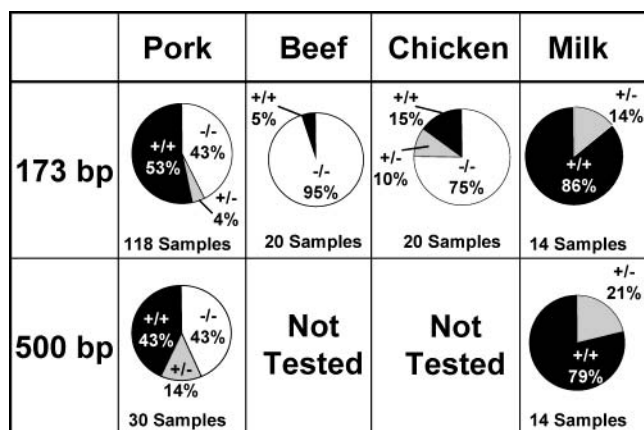 Pork Beef Chicken Milk
173 bp
+/+
53%
-/-
43%
+/-
4%
118 Samples
+/+
5%
-/-
95%
20 Samples
+/+
15%
+/-
10%
-/-
75%
20 Samples
+/-
14%
+/+
86%
14 Samples
500 bp
+/+
43%
-/-
43%
+/-
14%
30 Samples
Not
Tested
Not
Tested
+/-
21%
+/+
79%
14 Samples